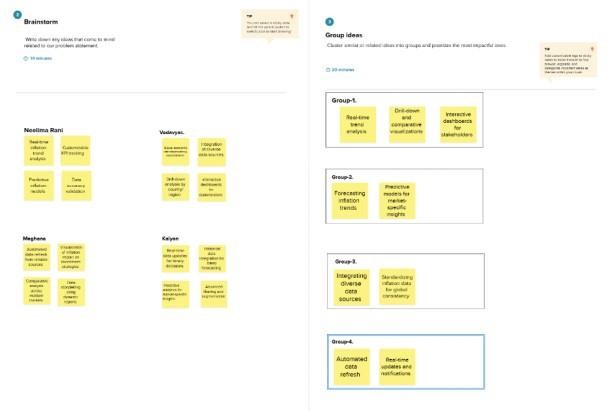 Brainstorm
Write down any ideas that come to mind
related to our problem statement.
10 minutes
TIP
Neelima Rani
Real-time
inflation
trend
analysis
Customizable
KPI tracking
Predictive
inflation
models
Data
accuracy
validation
Vedavyas.
Integration
of diverse
data sources
Drill-down
analysis by
country/
region
Interactive
dashboards
for
stakeholders
Meghana
Automated
data refresh
from reliable
sources
Visualization
of inflation
impact on
investment
strategies
Comparative
analysis
across
multiple
markets
Data
storytelling
using
dynamic
reports
Kalyan
Real-time
data updates
for timely
decisions
Historical
data
integration for
trend
forecasting
Predictive
analytics for
market-specific
insights
Advanced
filtering and
segmentation
3
Group ideas
Cluster similar or related ideas into groups and prioritize the most impactful ones.
20 minutes
TIP
Group-1.
Real-time
trend
analysis
Drill-down
and
comparative
visualizations
Interactive
dashboards
for
stakeholders
Group-2.
Forecasting
inflation
trends
Predictive
models for
market-
specific
insights
Group-3.
Integrating
diverse
data
sources
Standardizing
inflation data
for global
consistency
Group-4.
Automated
data
refresh
Real-time
updates and
notifications